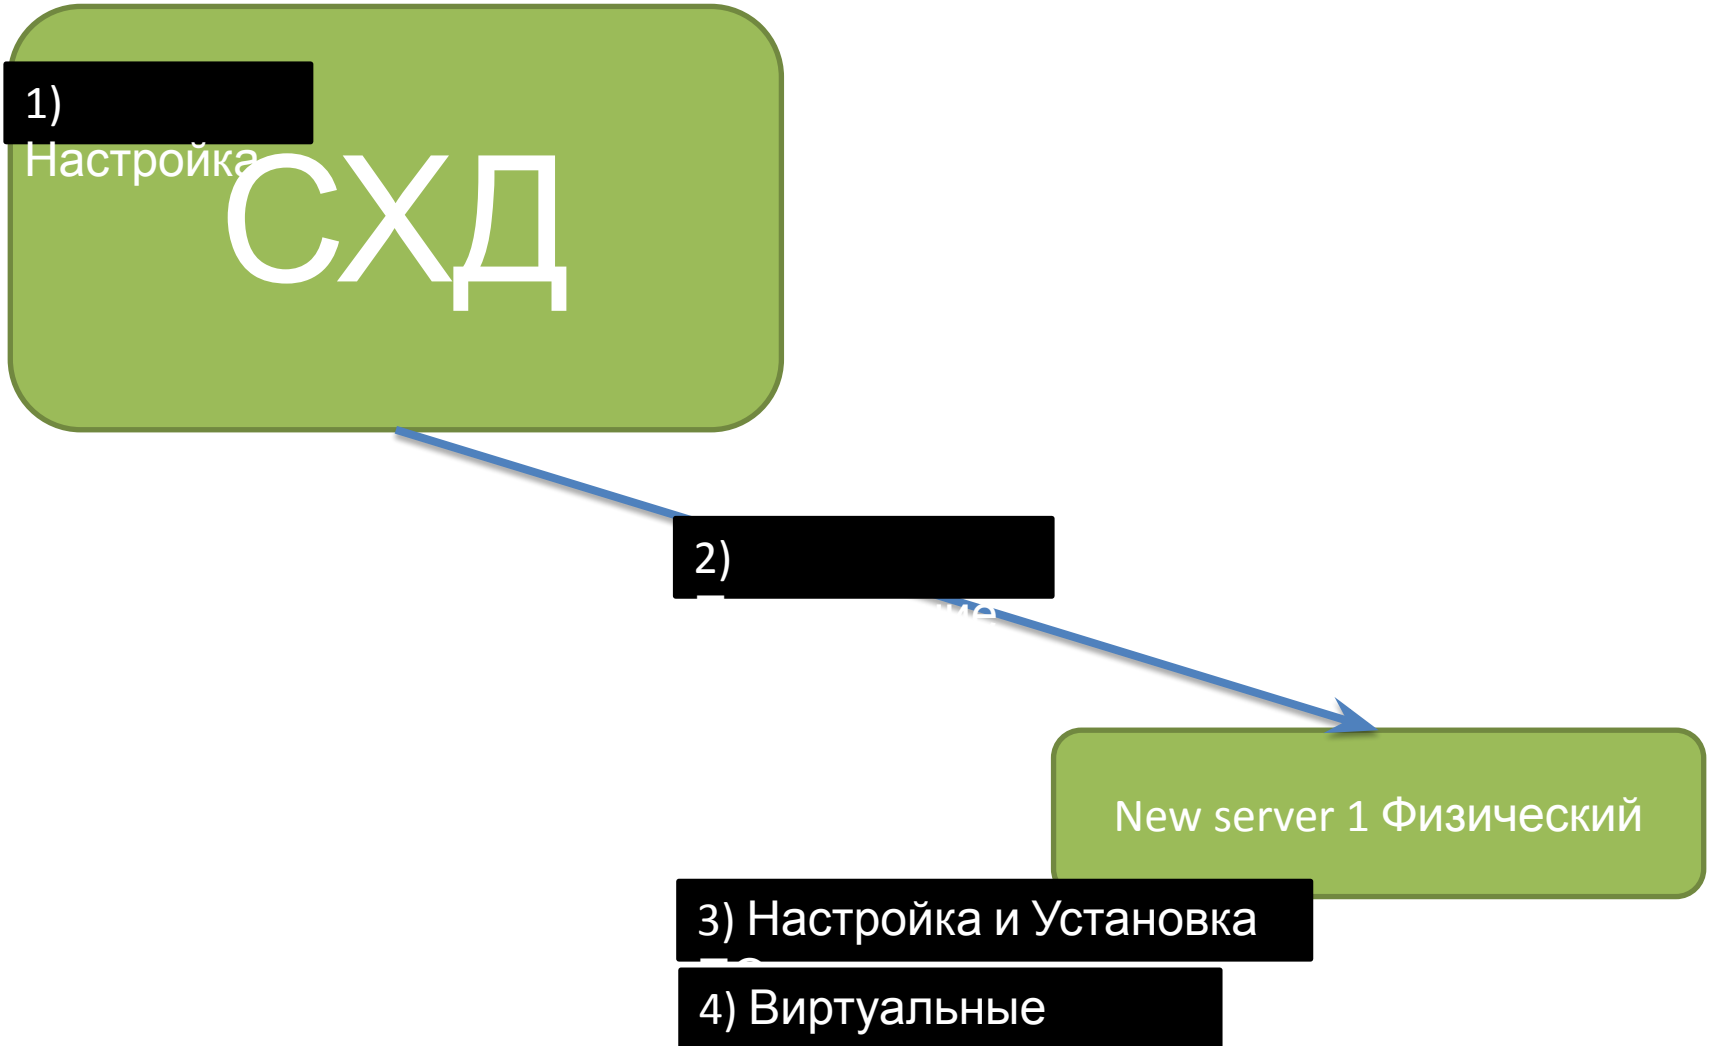 1)
Настройка
СХД
2)
New server 1 Физический
3) Настройка и Установка
4) Виртуальные